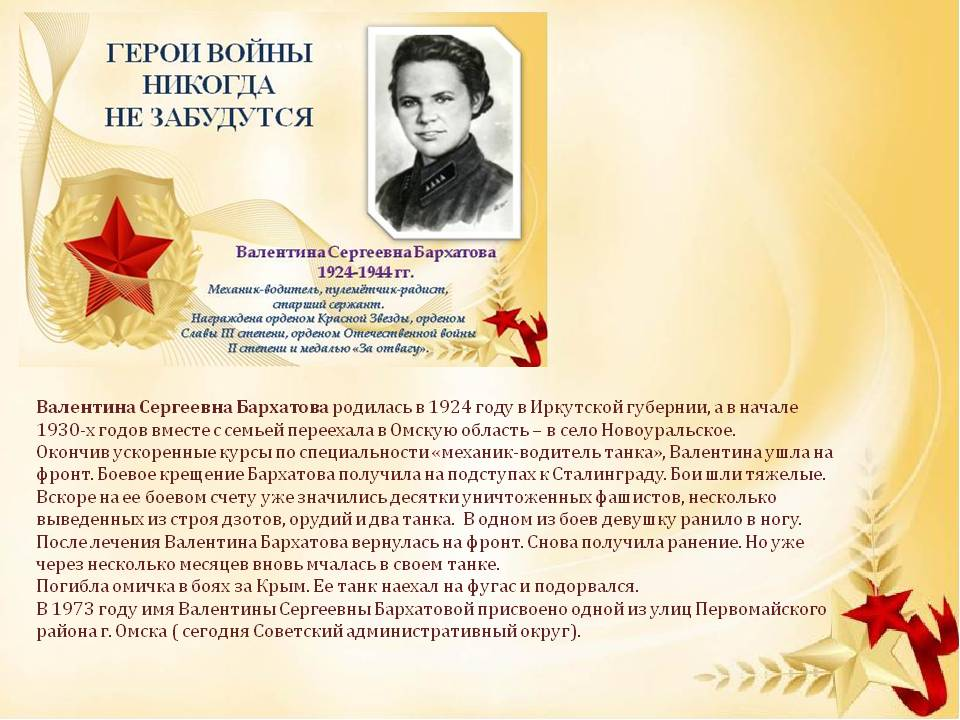 ГЕРОИ ВОЙНЫ
НИКОГДА
НЕ ЗАБУДУТСЯ
Валентина Сергеевна Бархатова
1924-1944 гг.
Механик-водитель, пулемётчик-радист,
старший сержант.
Награждена орденом Красной Звезды, орденом
Славы III степени, орденом Отечественной войны
II степени и медалью «За отвагу».
Валентина Сергеевна Бархатова родилась в 1924 году в Иркутской губернии, а в начале
1930-х годов вместе с семьей переехала в Омскую область – в село Новоуральское.
Окончив ускоренные курсы по специальности «механик-водитель танка», Валентина ушла на
фронт. Боевое крещение Бархатова получила на подступах к Сталинграду. Бои шли тяжелые.
Вскоре на ее боевом счету уже значились десятки уничтоженных фашистов, несколько
выведенных из строя дзотов, орудий и два танка. В одном из боев девушку ранило в ногу.
После лечения Валентина Бархатова вернулась на фронт. Снова получила ранение. Но уже
через несколько месяцев вновь мчалась в своем танке.
Погибла омичка в боях за Крым. Ее танк наехал на фугас и подорвался.
В 1973 году имя Валентины Сергеевны Бархатовой присвоено одной из улиц Первомайского
района г. Омска ( сегодня Советский административный округ).